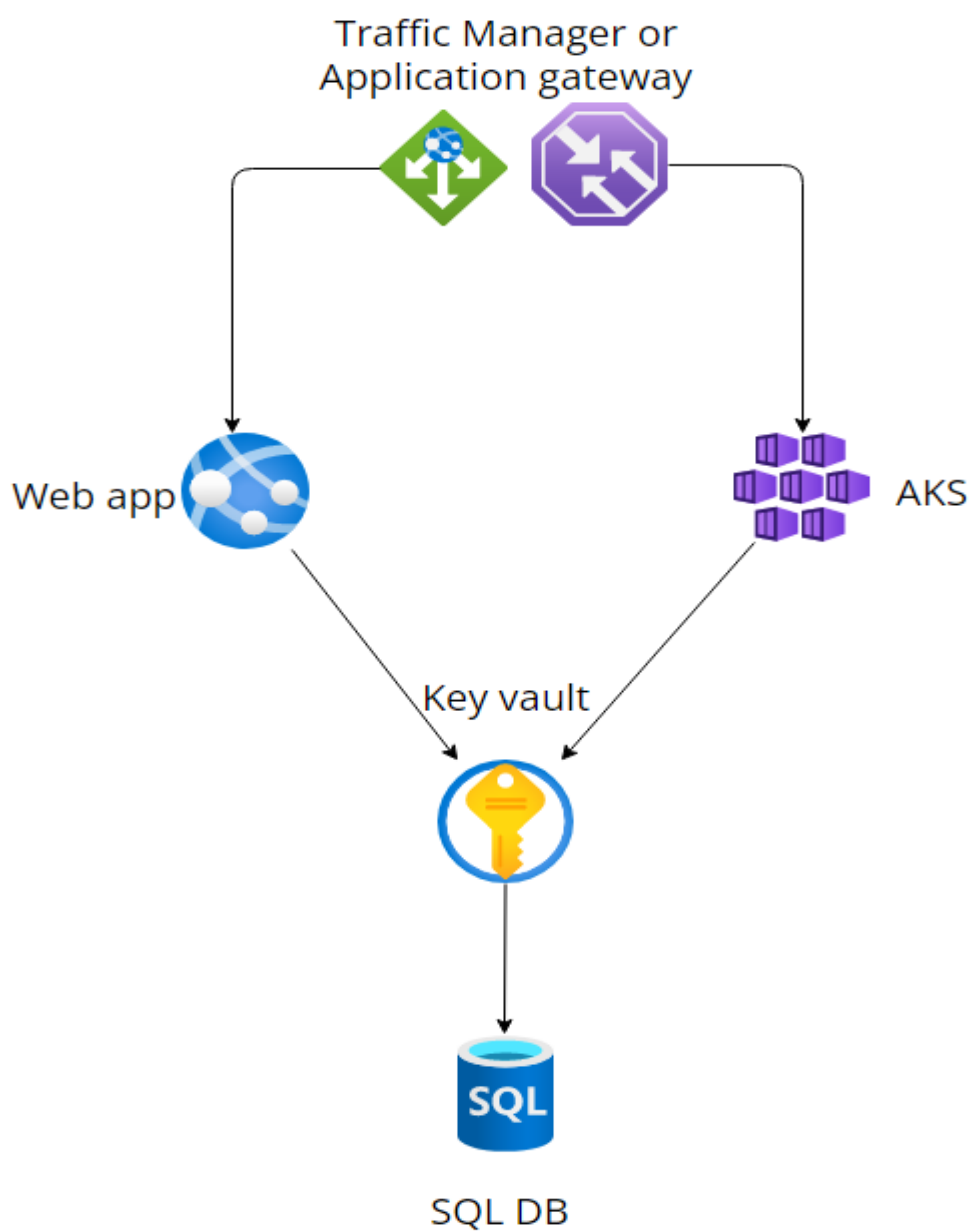 Traffic Manager or
Application gateway
Web app
AKS
Key vault
SQL
SQL DB